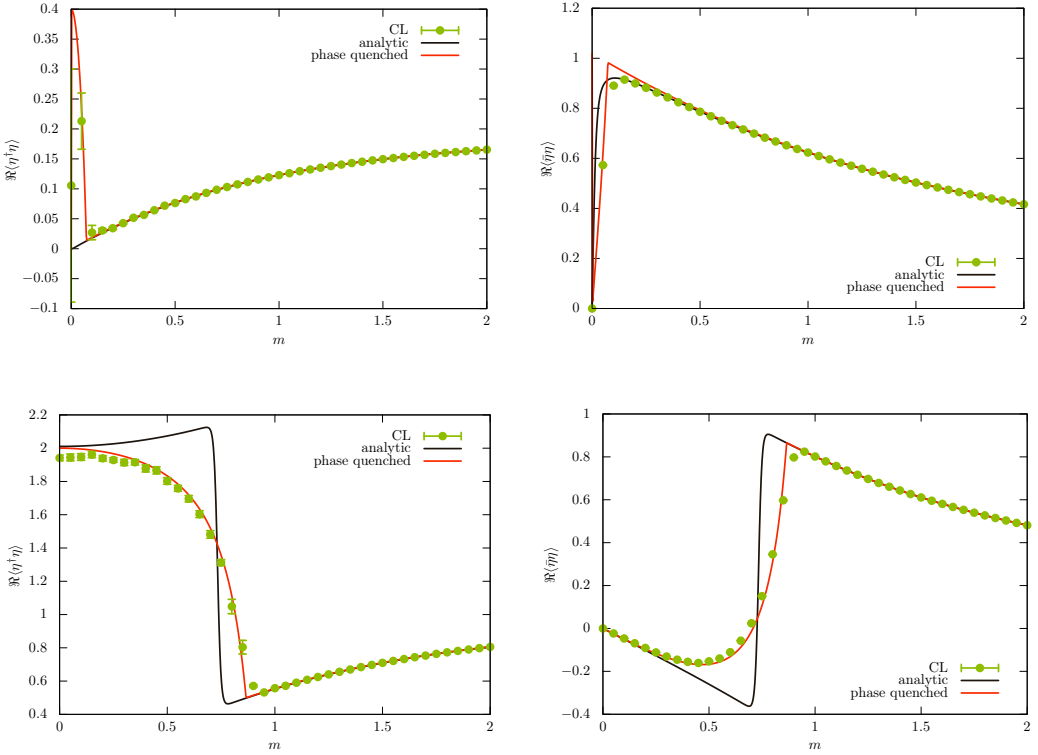 0.4
0.35
0.3
0.25
0.2
0.15
0.1
0.05
0
−0.05
−0.1
ℜ⟨η†η⟩
CL
analytic
phase quenched
0 0.5 1 1.5 2
m
1.2
1
0.8
0.6
0.4
0.2
0
ℜ⟨η̄η⟩
CL
analytic
phase quenched
0 0.5 1 1.5 2
m
2.2
2
1.8
1.6
1.4
1.2
1
0.8
0.6
0.4
ℜ⟨η†η⟩
CL
analytic
phase quenched
0 0.5 1 1.5 2
m
1
0.8
0.6
0.4
0.2
0
−0.2
−0.4
ℜ⟨η̄η⟩
CL
analytic
phase quenched
0 0.5 1 1.5 2
m